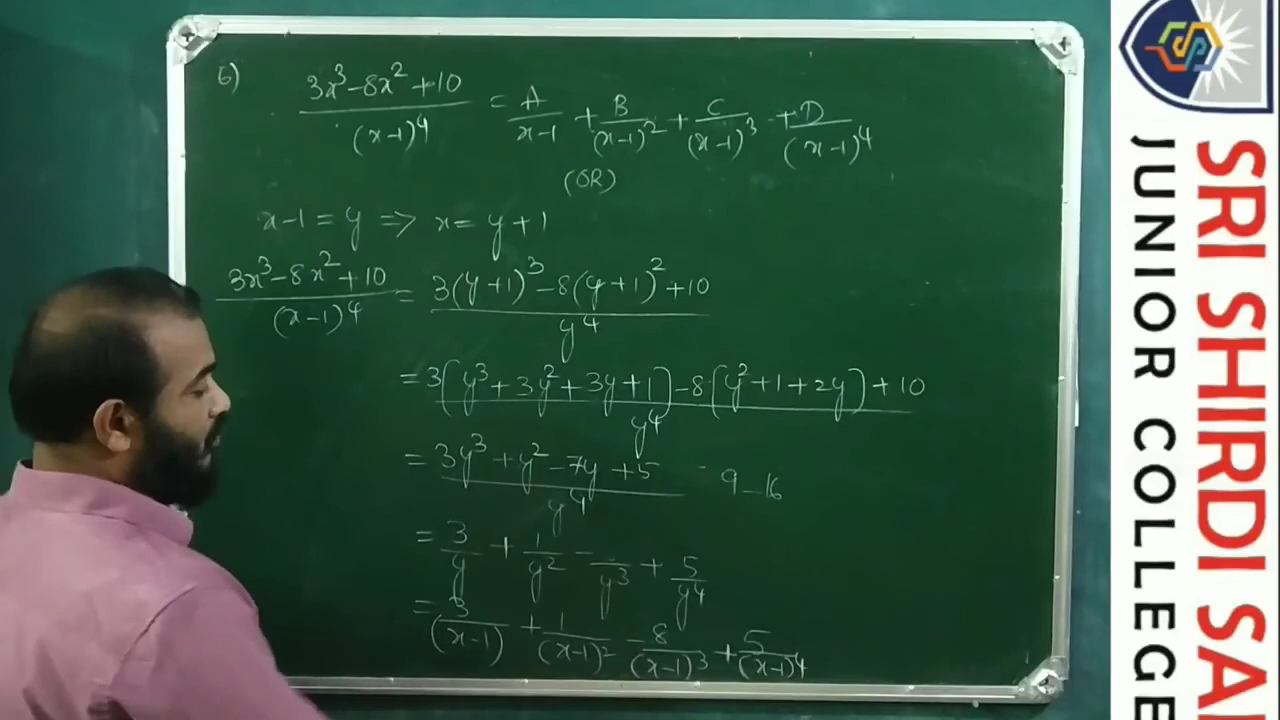 6) (3x³-8x²+10)/(x-1)⁴ = A/(x-1) + B/(x-1)² + C/(x-1)³ + D/(x-1)⁴
(OR)
x-1 = y ⇒ x = y+1
(3x³-8x²+10)/(x-1)⁴ = (3(y+1)³-8(y+1)²+10)/y⁴
= (3[y³+3y²+3y+1]-8[y²+1+2y]+10)/y⁴
= (3y³+y²-7y+5)/y⁴ 9-16
= 3/y + 1/y² - /y³ + 5/y⁴
= 3/(x-1) + 1/(x-1)² - 8/(x-1)³ + 5/(x-1)⁴
SRI SHIRDI SAI
JUNIOR COLLEGE